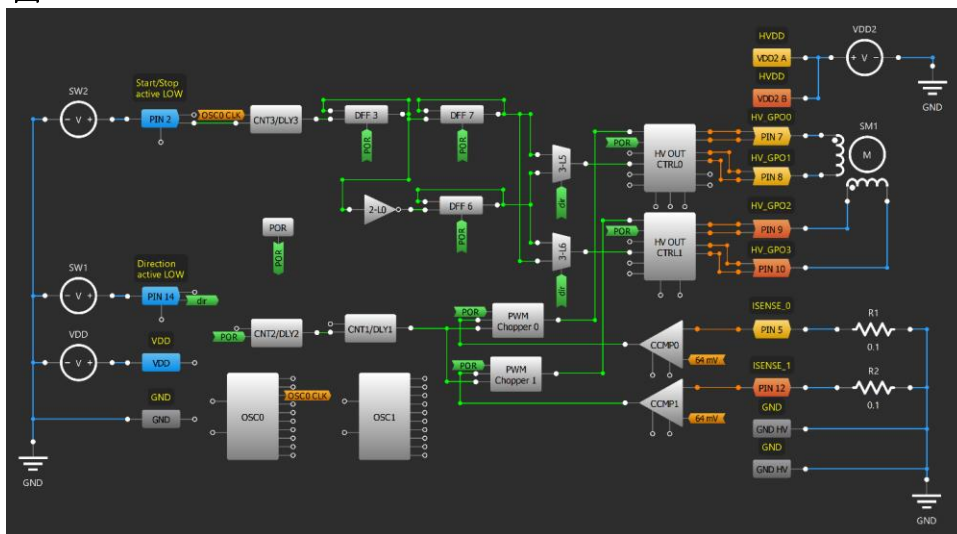 SW2
- V +
Start/Stop
active LOW
PIN 2
OSC0 CLK
CNT3/DLY3
DFF 3
POR
DFF 7
POR
2-L0
DFF 6
POR
3-L5
dir
3-L6
dir
POR
HV OUT
CTRL0
POR
HV OUT
CTRL1
HVDD
VDD2 A
HVDD
VDD2 B
VDD2
+ V -
GND
HV_GPO0
PIN 7
HV_GPO1
PIN 8
SM1
M
HV_GPO2
PIN 9
HV_GPO3
PIN 10
POR
POR
SW1
- V +
Direction
active LOW
PIN 14
dir
VDD
- V +
VDD
VDD
GND
GND
GND
POR
CNT2/DLY2
CNT1/DLY1
OSC0
OSC0 CLK
OSC1
POR
PWM
Chopper 0
POR
PWM
Chopper 1
CCMP0
64 mV
CCMP1
64 mV
ISENSE_0
PIN 5
R1
0.1
ISENSE_1
PIN 12
R2
0.1
GND
GND HV
GND
GND HV
GND